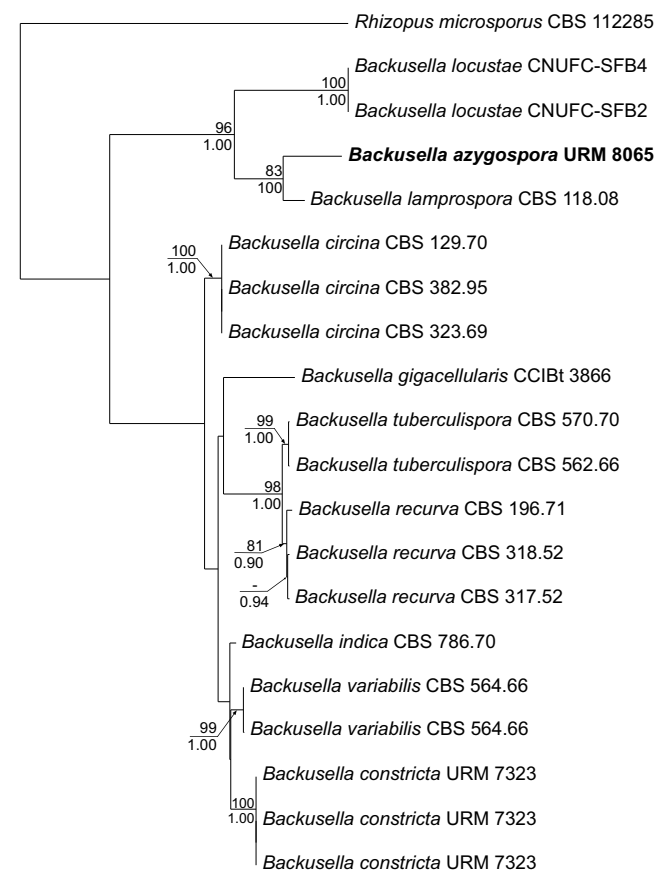 Rhizopus microsporus CBS 112285
Backusella locustae CNUFC-SFB4
100
1.00
Backusella locustae CNUFC-SFB2
96
1.00
Backusella azygospora URM 8065
83
100
Backusella lamprospora CBS 118.08
Backusella circina CBS 129.70
100
1.00
Backusella circina CBS 382.95
Backusella circina CBS 323.69
Backusella gigacellularis CCIBt 3866
Backusella tuberculispora CBS 570.70
99
1.00
Backusella tuberculispora CBS 562.66
98
1.00
Backusella recurva CBS 196.71
81
0.90
Backusella recurva CBS 318.52
-
0.94
Backusella recurva CBS 317.52
Backusella indica CBS 786.70
Backusella variabilis CBS 564.66
99
1.00
Backusella variabilis CBS 564.66
Backusella constricta URM 7323
100
1.00
Backusella constricta URM 7323
Backusella constricta URM 7323